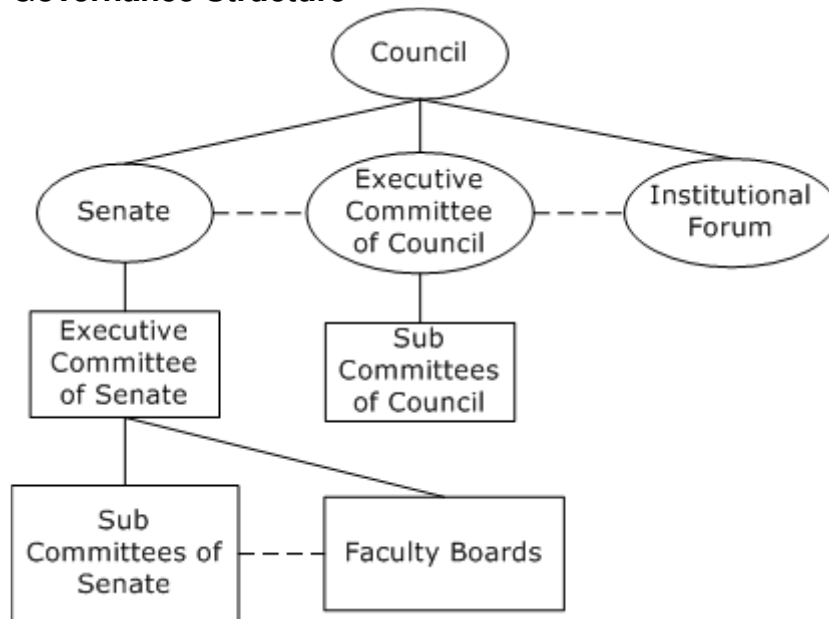 Governance Structure
Council
Senate
Executive
Committee
of Council
Institutional
Forum
Executive
Committee
of Senate
Sub
Committees
of Council
Sub
Committees of
Senate
Faculty Boards